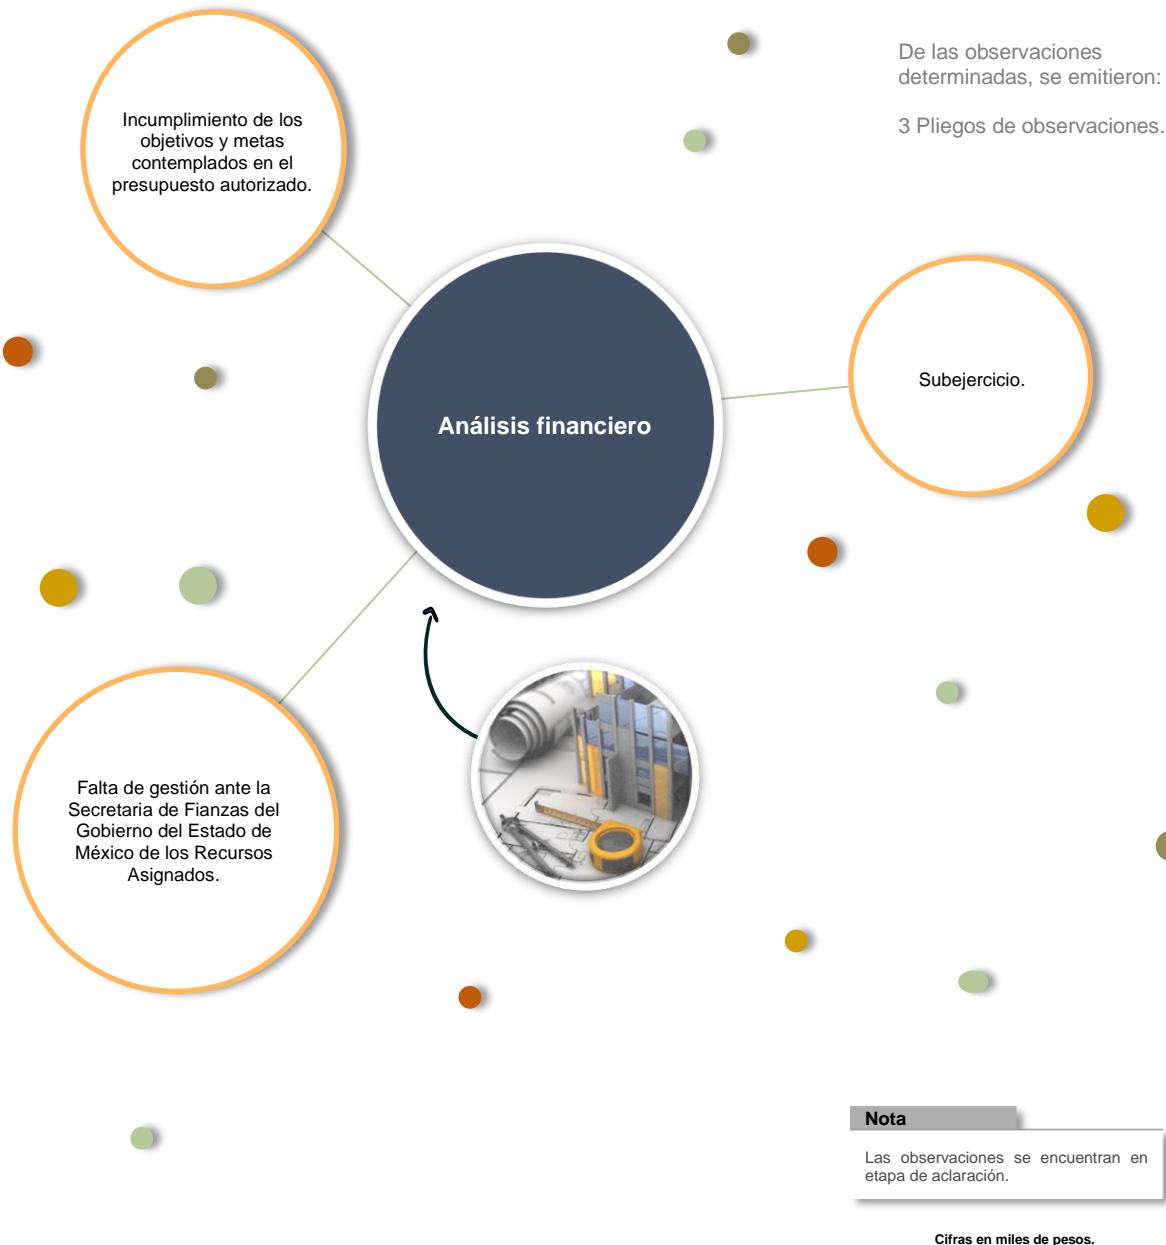 De las observaciones
determinadas, se emitieron:
3 Pliegos de observaciones.
Incumplimiento de los
objetivos y metas
contemplados en el
presupuesto autorizado.
Subejercicio.
Análisis financiero
Falta de gestión ante la
Secretaria de Fianzas del
Gobierno del Estado de
México de los Recursos
Asignados.
Nota
Las observaciones se encuentran en
etapa de aclaración.
Cifras en miles de pesos.